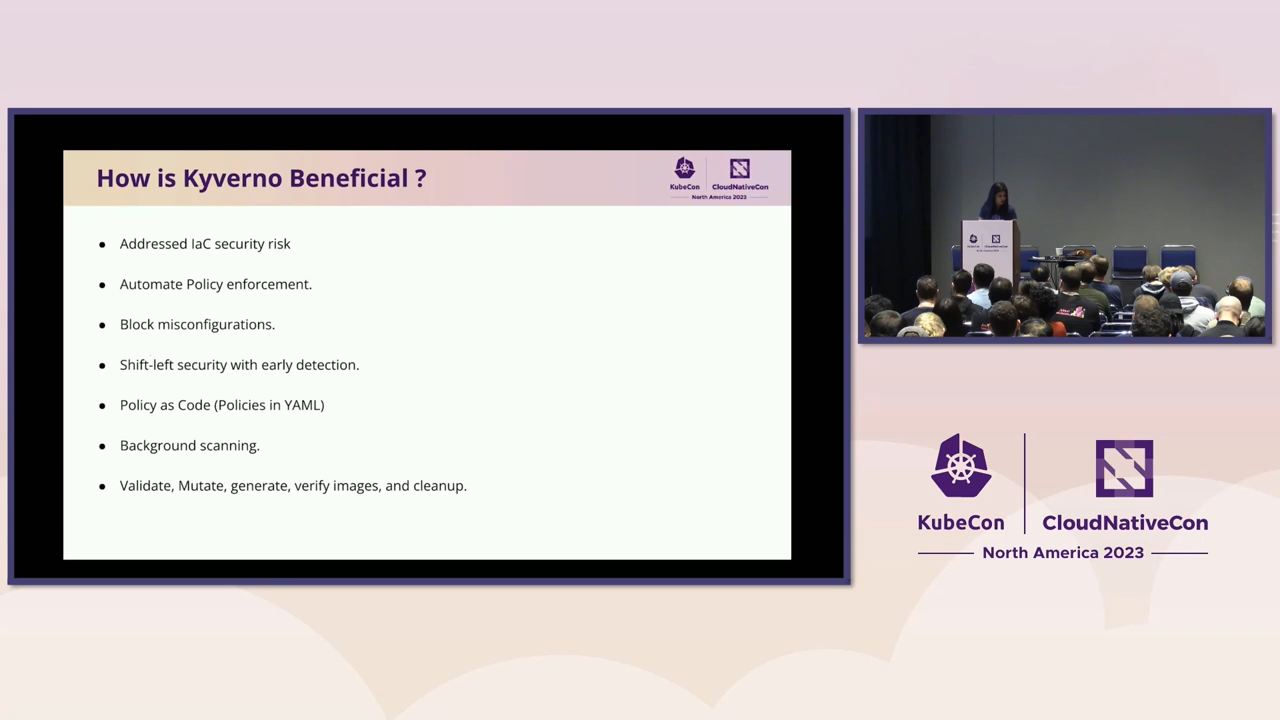 How is Kyverno Beneficial ?
KubeCon
CloudNativeCon
North America 2023
● Addressed IaC security risk
● Automate Policy enforcement.
● Block misconfigurations.
● Shift-left security with early detection.
● Policy as Code (Policies in YAML)
● Background scanning.
● Validate, Mutate, generate, verify images, and cleanup.
KubeCon
CloudNativeCon
North America 2023